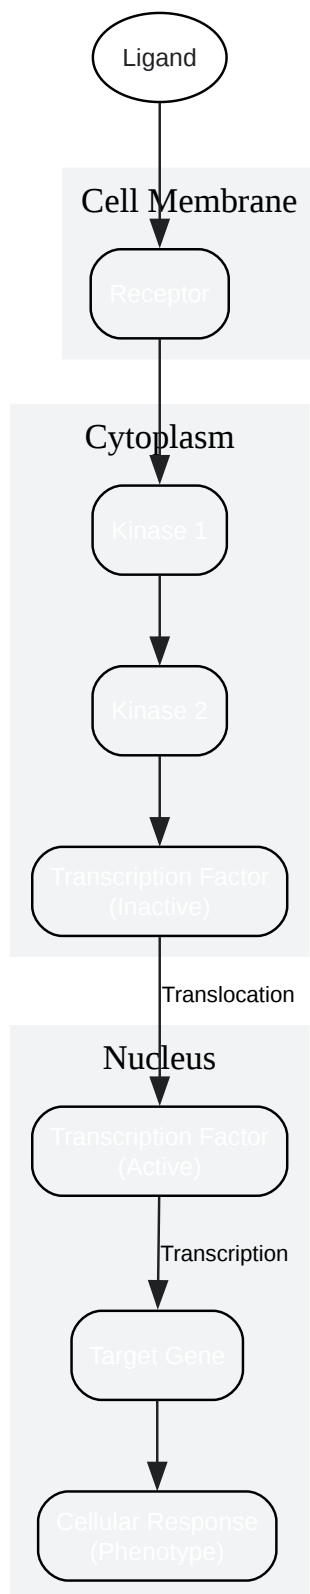 Ligand
Cell Membrane
Receptor
Cytoplasm
Kinase 1
Kinase 2
Transcription Factor
(Inactive)
Translocation
Nucleus
Transcription Factor
(Active)
Transcription
Target Gene
Cellular Response
(Phenotype)